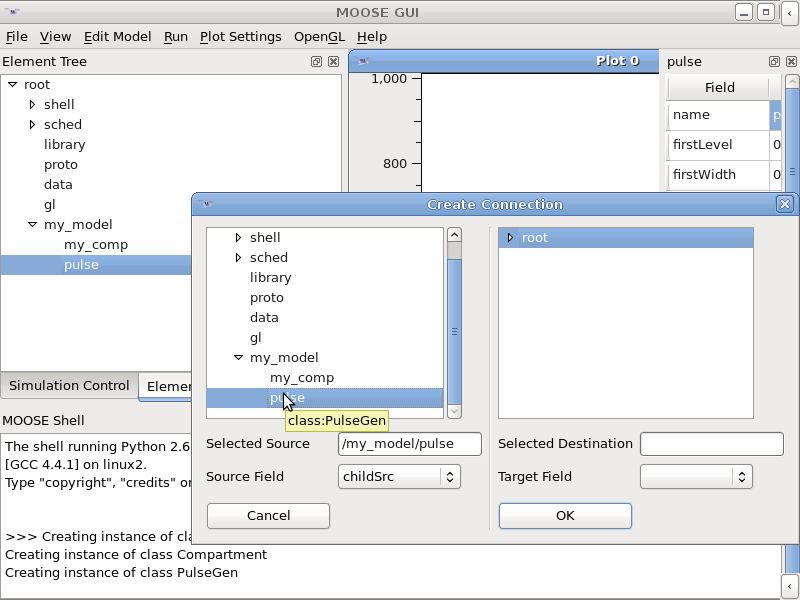 MOOSE GUI
File View Edit Model Run Plot Settings OpenGL Help
Element Tree
root
shell
sched
library
proto
data
gl
my_model
my_comp
pulse
Plot 0
1,000
800
pulse
Field
name p
firstLevel 0
firstWidth 0
Simulation Control Elemen
MOOSE Shell
The shell running Python 2.6
[GCC 4.4.1] on linux2.
Type "copyright", "credits" or
>>> Creating instance of cla
Creating instance of class Compartment
Creating instance of class PulseGen
Create Connection
shell
sched
library
proto
data
gl
my_model
my_comp
pulse
class:PulseGen
root
Selected Source /my_model/pulse
Source Field childSrc
Cancel
Selected Destination
Target Field
OK